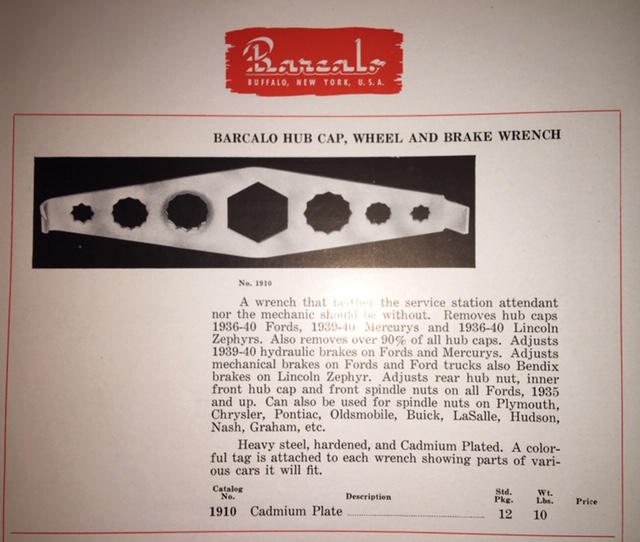 Barcalo
BUFFALO, NEW YORK, U.S.A.
BARCALO HUB CAP, WHEEL AND BRAKE WRENCH
No. 1910
A wrench that neither the service station attendant
nor the mechanic should be without. Removes hub caps
1936-40 Fords, 1939-40 Mercurys and 1936-40 Lincoln
Zephyrs. Also removes over 90% of all hub caps. Adjusts
1939-40 hydraulic brakes on Fords and Mercurys. Adjusts
mechanical brakes on Fords and Ford trucks also Bendix
brakes on Lincoln Zephyr. Adjusts rear hub nut, inner
front hub cap and front spindle nuts on all Fords, 1935
and up. Can also be used for spindle nuts on Plymouth,
Chrysler, Pontiac, Oldsmobile, Buick, LaSalle, Hudson,
Nash, Graham, etc.
Heavy steel, hardened, and Cadmium Plated. A color-
ful tag is attached to each wrench showing parts of vari-
ous cars it will fit.
Catalog No. Description Std. Pkg. Wt. Lbs. Price
1910 Cadmium Plate ........................ 12 10